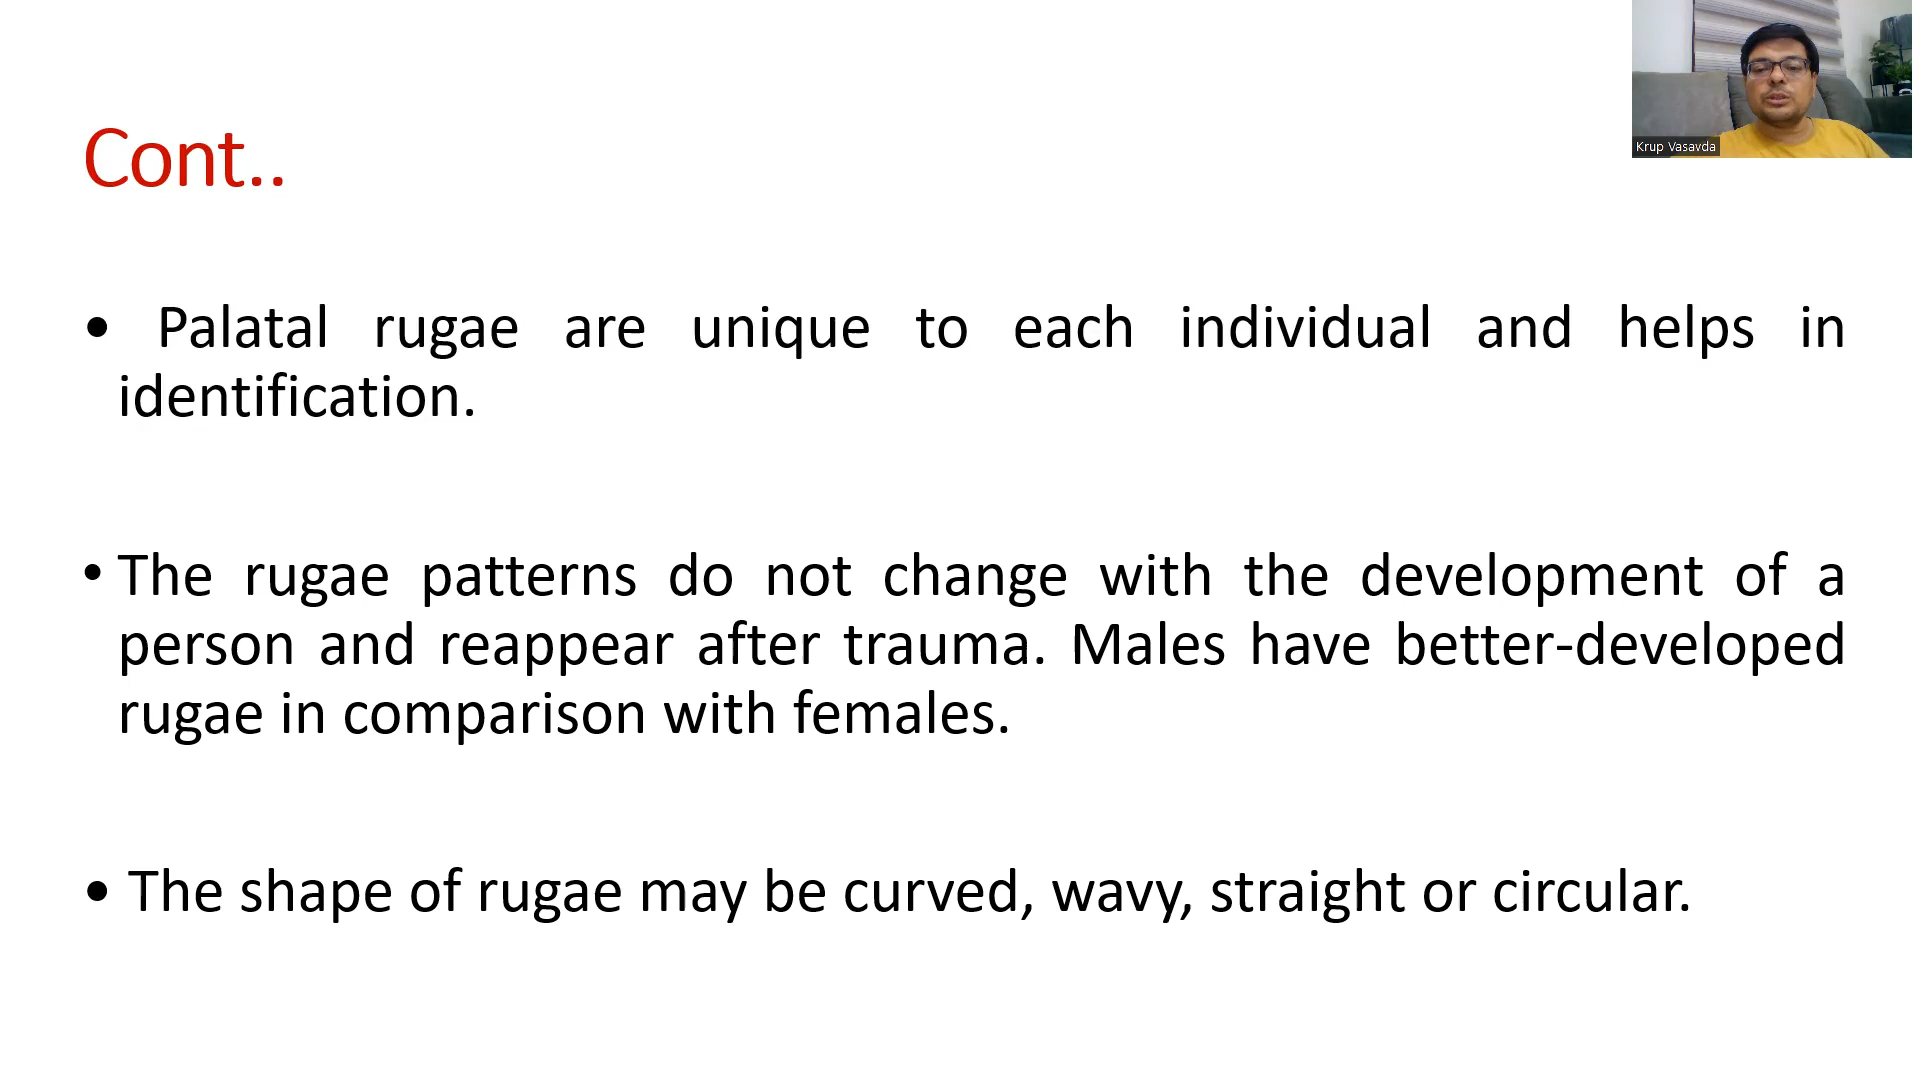 Krup Vasavda
Cont..
• Palatal rugae are unique to each individual and helps in
identification.
• The rugae patterns do not change with the development of a
person and reappear after trauma. Males have better-developed
rugae in comparison with females.
• The shape of rugae may be curved, wavy, straight or circular.